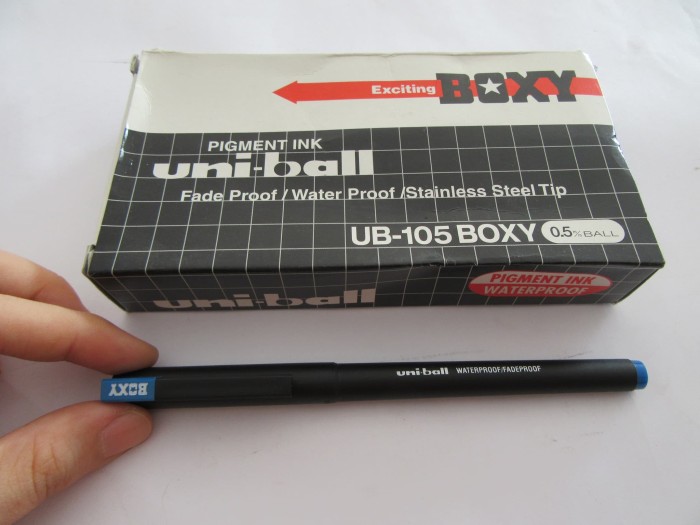 Exciting BOXY
PIGMENT INK
uni-ball
Fade Proof / Water Proof / Stainless Steel Tip
UB-105 BOXY 0.5㎜ BALL
uni-ball
PIGMENT INK
WATERPROOF
uni-ball WATERPROOF/FADEPROOF
BOXY